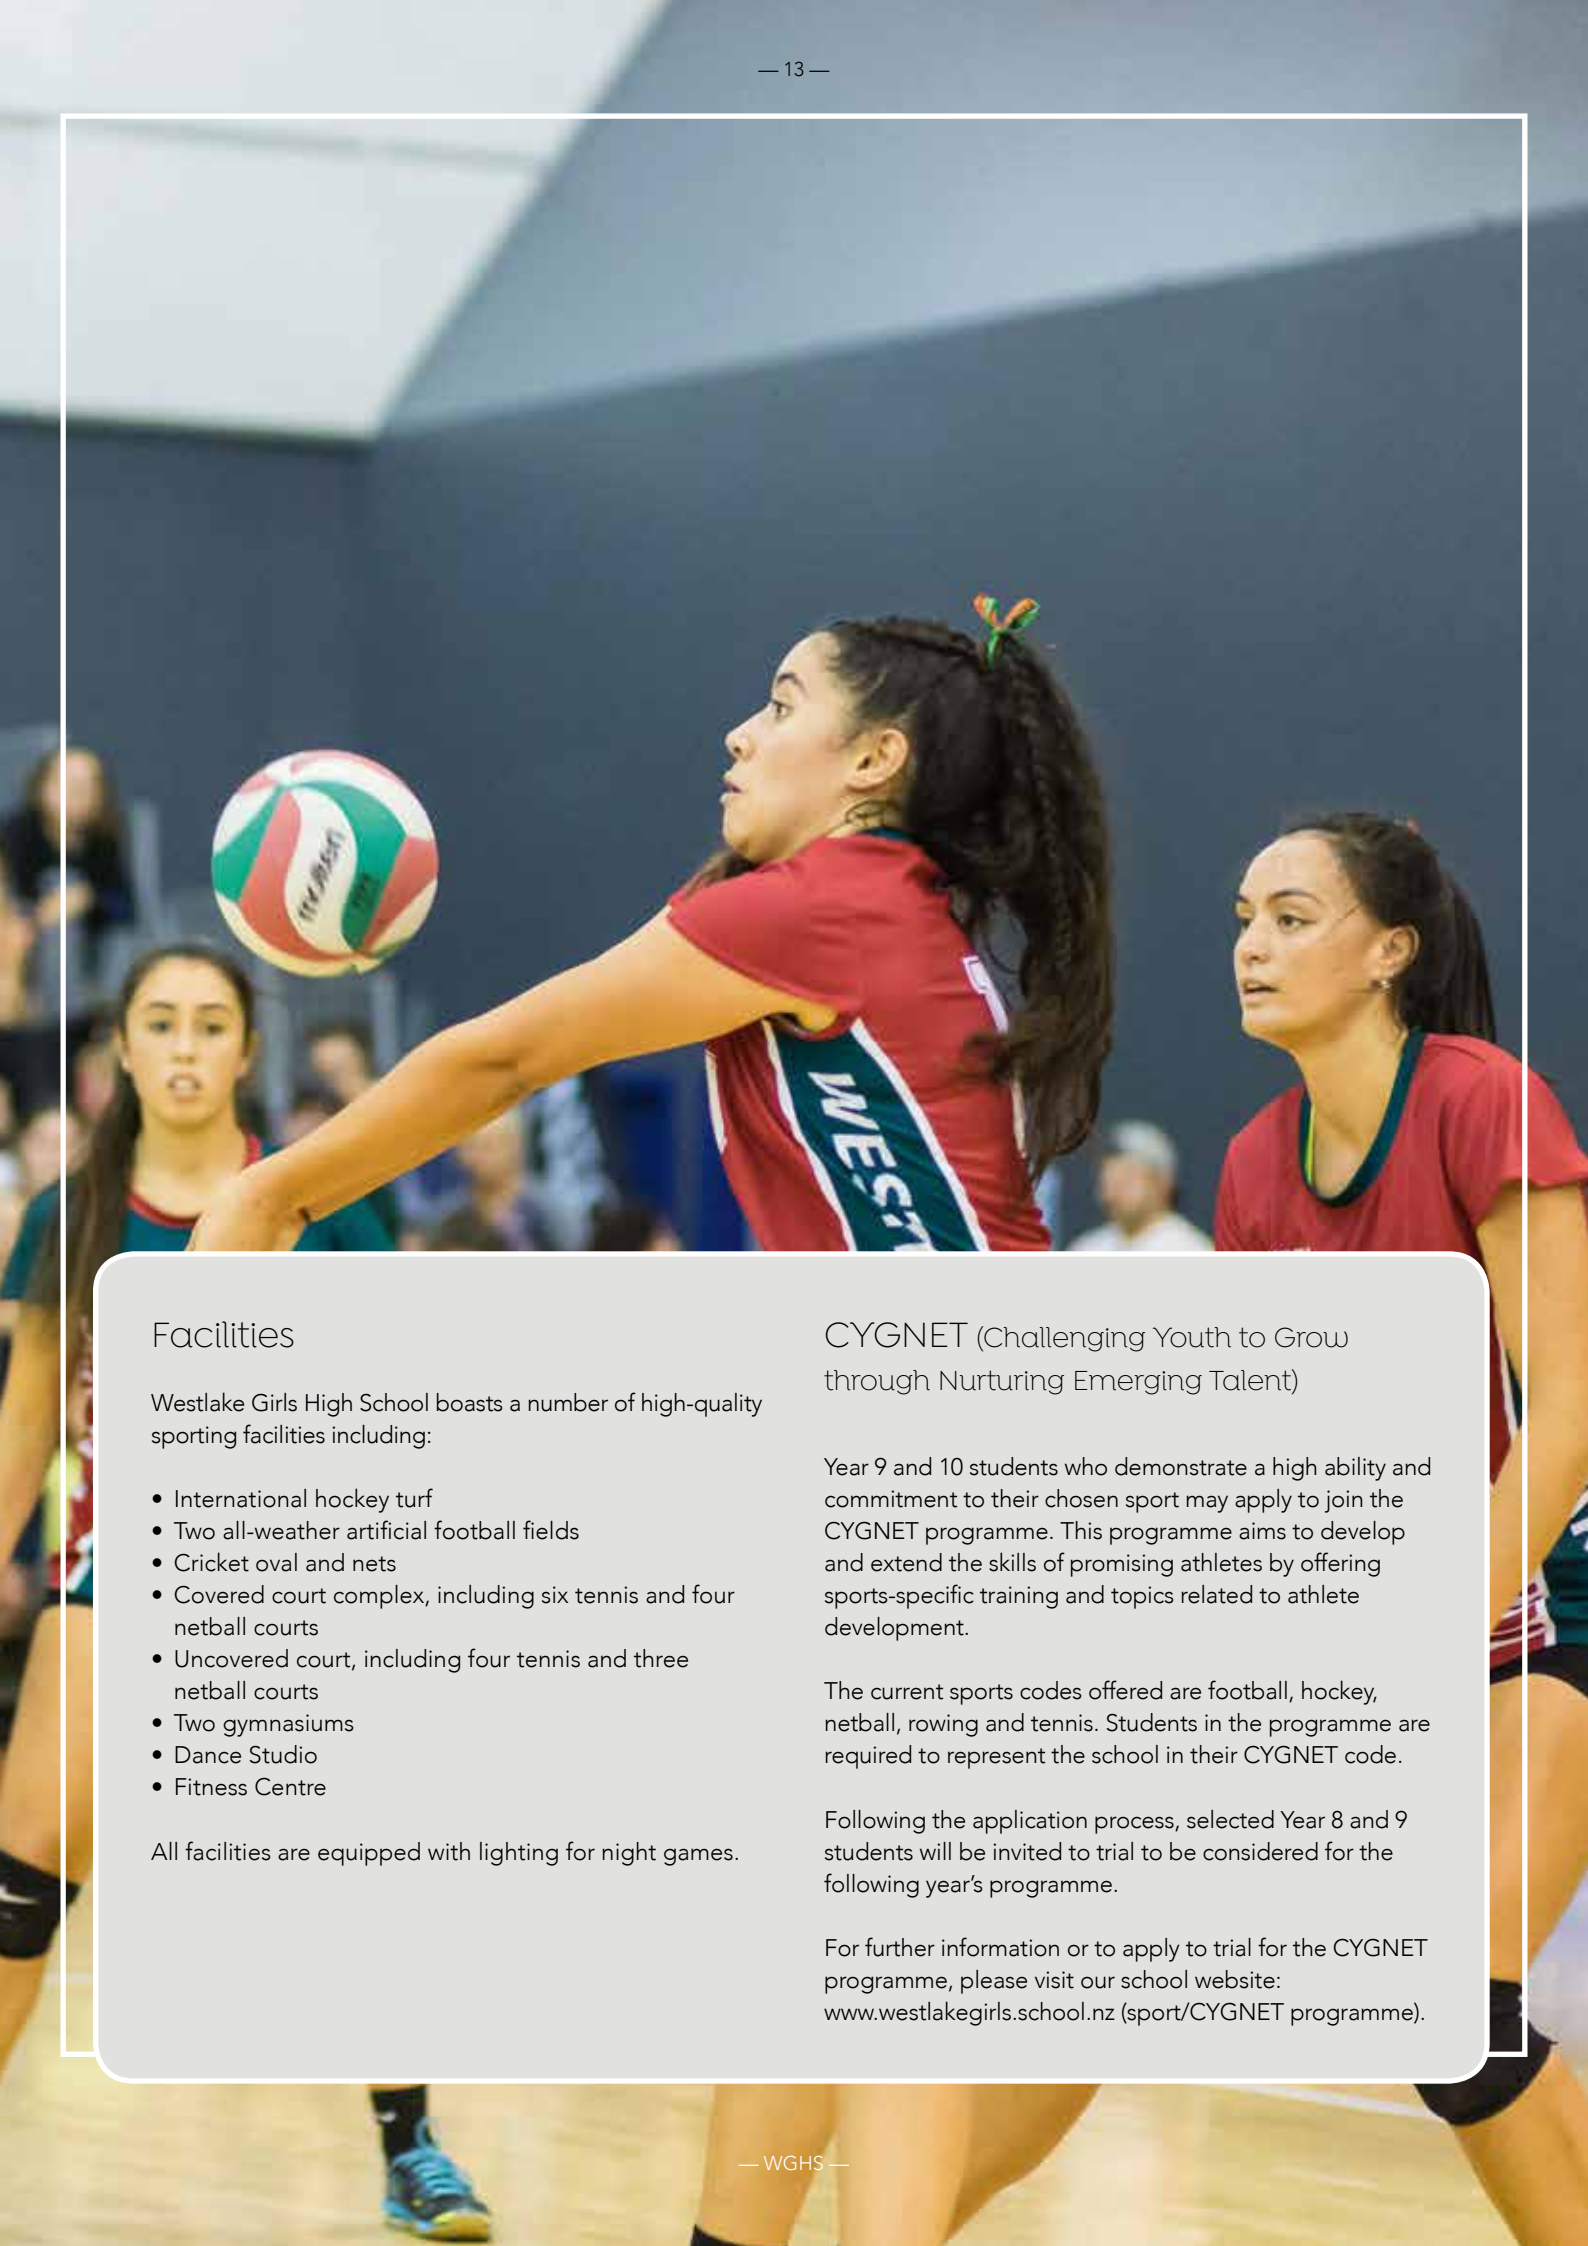 — 13 —
WEST
Facilities
Westlake Girls High School boasts a number of high-quality
sporting facilities including:
• International hockey turf
• Two all-weather artificial football fields
• Cricket oval and nets
• Covered court complex, including six tennis and four
netball courts
• Uncovered court, including four tennis and three
netball courts
• Two gymnasiums
• Dance Studio
• Fitness Centre
All facilities are equipped with lighting for night games.
CYGNET (Challenging Youth to Grow
through Nurturing Emerging Talent)
Year 9 and 10 students who demonstrate a high ability and
commitment to their chosen sport may apply to join the
CYGNET programme. This programme aims to develop
and extend the skills of promising athletes by offering
sports-specific training and topics related to athlete
development.
The current sports codes offered are football, hockey,
netball, rowing and tennis. Students in the programme are
required to represent the school in their CYGNET code.
Following the application process, selected Year 8 and 9
students will be invited to trial to be considered for the
following year’s programme.
For further information or to apply to trial for the CYGNET
programme, please visit our school website:
www.westlakegirls.school.nz (sport/CYGNET programme).
— WGHS —